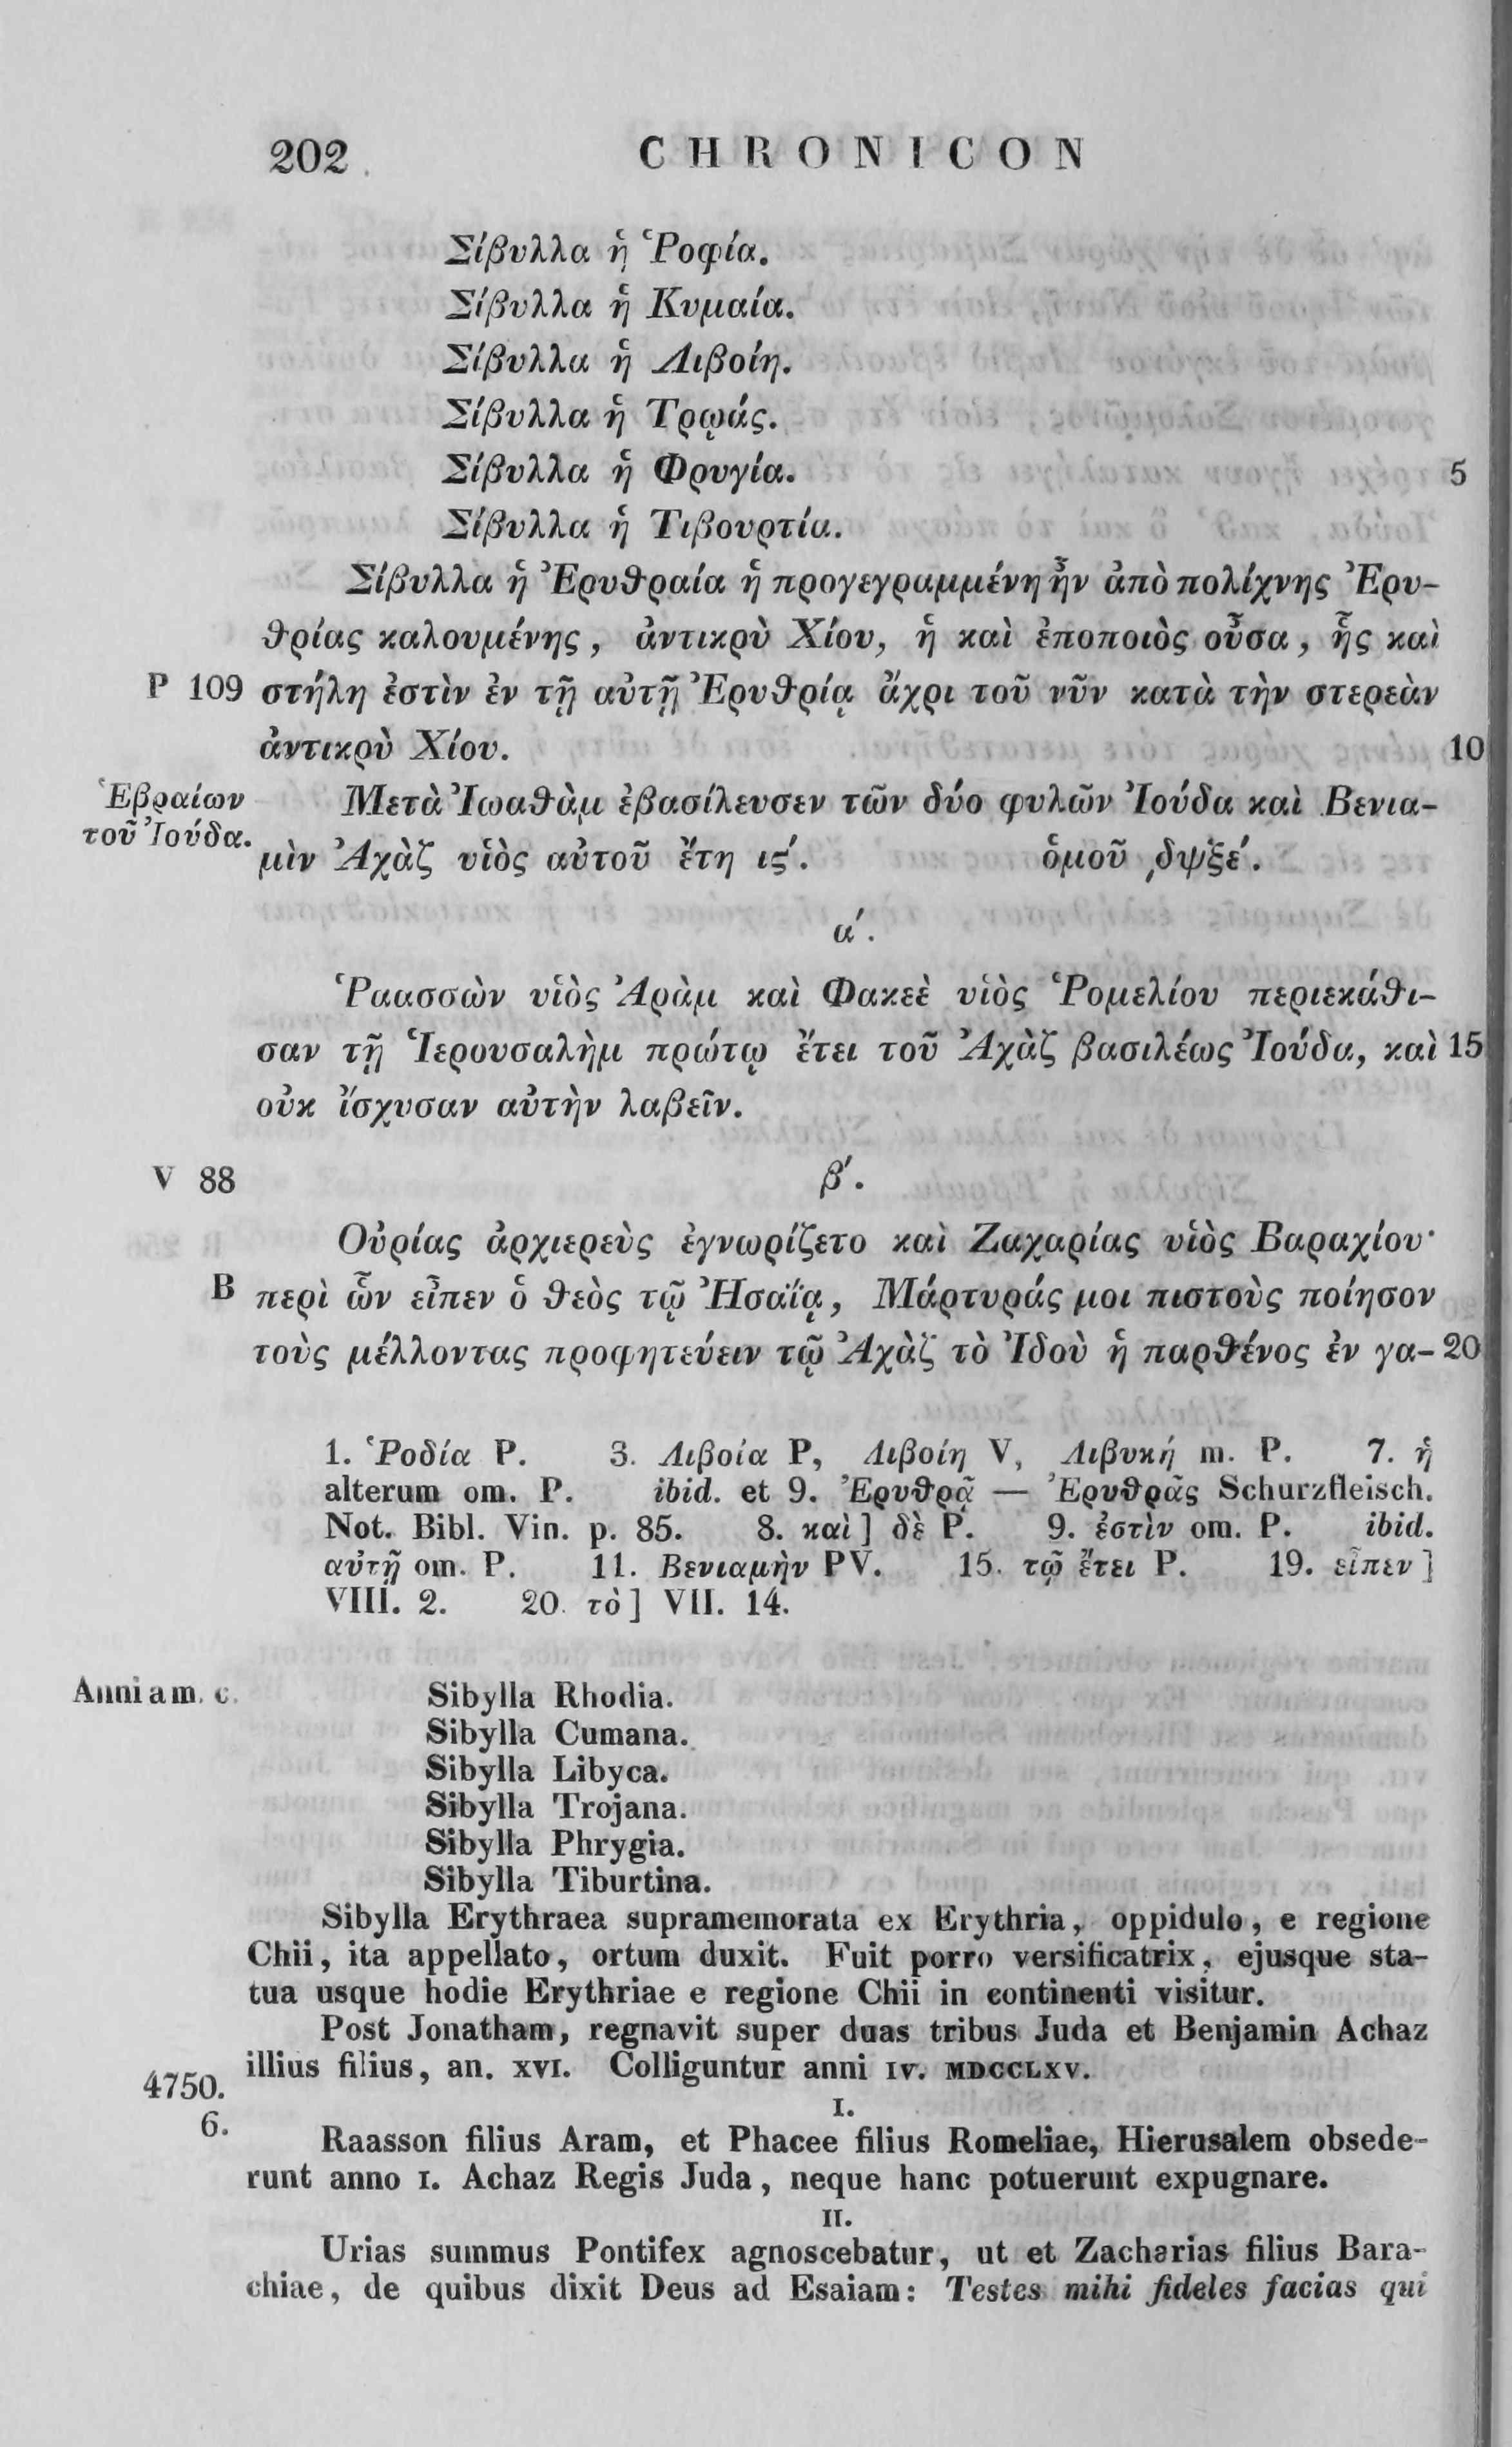 202 CHRONICON
Σίβυλλα ἡ Ῥοφία.
Σίβυλλα ἡ Κυμαία.
Σίβυλλα ἡ Λιβοίη.
Σίβυλλα ἡ Τρῳάς.
Σίβυλλα ἡ Φρυγία. 5
Σίβυλλα ἡ Τιβουρτία.
Σίβυλλα ἡ Ἐρυθραία ἡ προγεγραμμένη ἦν ἀπὸ πολίχνης Ἐρυ-
θρίας καλουμένης, ἀντικρὺ Χίου, ἡ καὶ ἐποποιὸς οὖσα, ἧς καὶ
P 109 στήλη ἐστὶν ἐν τῇ αὐτῇ Ἐρυθρίᾳ ἄχρι τοῦ νῦν κατὰ τὴν στερεὰν
ἀντικρὺ Χίου. 10
Ἑβραίων Μετὰ Ἰωαθὰμ ἐβασίλευσεν τῶν δύο φυλῶν Ἰούδα καὶ Βενια-
τοῦ Ἰούδα. μὶν Ἀχὰζ υἱὸς αὐτοῦ ἔτη ις΄. ὁμοῦ ͵δψξε΄.
α΄.
Ῥαασσὼν υἱὸς Ἀρὰμ καὶ Φακεὲ υἱὸς Ῥομελίου περιεκάθι-
σαν τῇ Ἱερουσαλὴμ πρώτῳ ἔτει τοῦ Ἀχὰζ βασιλέως Ἰούδα, καὶ 15
οὐκ ἴσχυσαν αὐτὴν λαβεῖν.
V 88 β΄.
Οὐρίας ἀρχιερεὺς ἐγνωρίζετο καὶ Ζαχαρίας υἱὸς Βαραχίου·
B περὶ ὧν εἶπεν ὁ θεὸς τῷ Ἠσαΐᾳ, Μάρτυράς μοι πιστοὺς ποίησον
τοὺς μέλλοντας προφητεύειν τῷ Ἀχὰζ τὸ Ἰδοὺ ἡ παρθένος ἐν γα- 20
1. Ῥοδία P. 3. Λιβοία P, Λιβοίη V, Λιβυκή m. P. 7. ἡ
alterum om. P. ibid. et 9. Ἐρυθρᾷ — Ἐρυθρᾶς Schurzfleisch.
Not. Bibl. Vin. p. 85. 8. καὶ] δὲ P. 9. ἐστὶν om. P. ibid.
αὐτῇ om. P. 11. Βενιαμὴν PV. 15. τῷ ἔτει P. 19. εἶπεν]
VIII. 2. 20. τὸ] VII. 14.
Anni a m. c. Sibylla Rhodia.
Sibylla Cumana.
Sibylla Libyca.
Sibylla Trojana.
Sibylla Phrygia.
Sibylla Tiburtina.
Sibylla Erythraea supramemorata ex Erythria, oppidulo, e regione
Chii, ita appellato, ortum duxit. Fuit porro versificatrix, ejusque sta-
tua usque hodie Erythriae e regione Chii in continenti visitur.
Post Jonatham, regnavit super duas tribus Juda et Benjamin Achaz
illius filius, an. XVI. Colliguntur anni IV. MDCCLXV.
4750. I.
6. Raasson filius Aram, et Phacee filius Romeliae, Hierusalem obsede-
runt anno I. Achaz Regis Juda, neque hanc potuerunt expugnare.
II.
Urias summus Pontifex agnoscebatur, ut et Zacharias filius Bara-
chiae, de quibus dixit Deus ad Esaiam: Testes mihi fideles facias qui